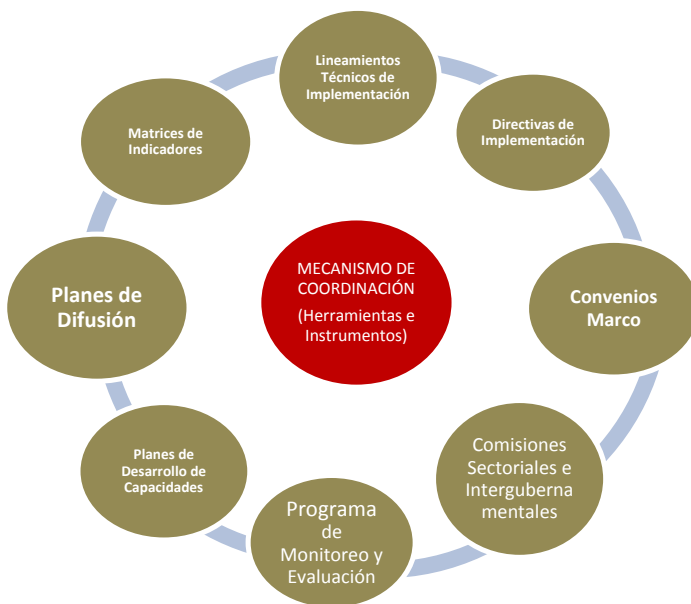 Lineamientos
Técnicos de
Implementación
Directivas de
Implementación
Convenios
Marco
Comisiones
Sectoriales e
Interguberna
mentales
Programa
de
Monitoreo y
Evaluación
Planes de
Desarrollo de
Capacidades
Planes de
Difusión
Matrices de
Indicadores
MECANISMO DE
COORDINACIÓN
(Herramientas e
Instrumentos)